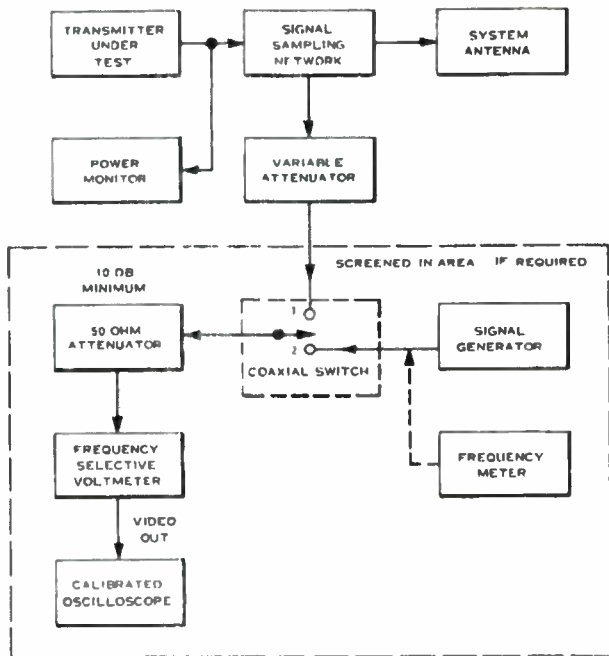 TRANSMITTER
UNDER
TEST
SIGNAL
SAMPLING
NETWORK
SYSTEM
ANTENNA
POWER
MONITOR
VARIABLE
ATTENUATOR
SCREENED IN AREA IF REQUIRED
10 DB
MINIMUM
50 OHM
ATTENUATOR
1
2
COAXIAL SWITCH
SIGNAL
GENERATOR
FREQUENCY
SELECTIVE
VOLTMETER
FREQUENCY
METER
VIDEO
OUT
CALIBRATED
OSCILLOSCOPE